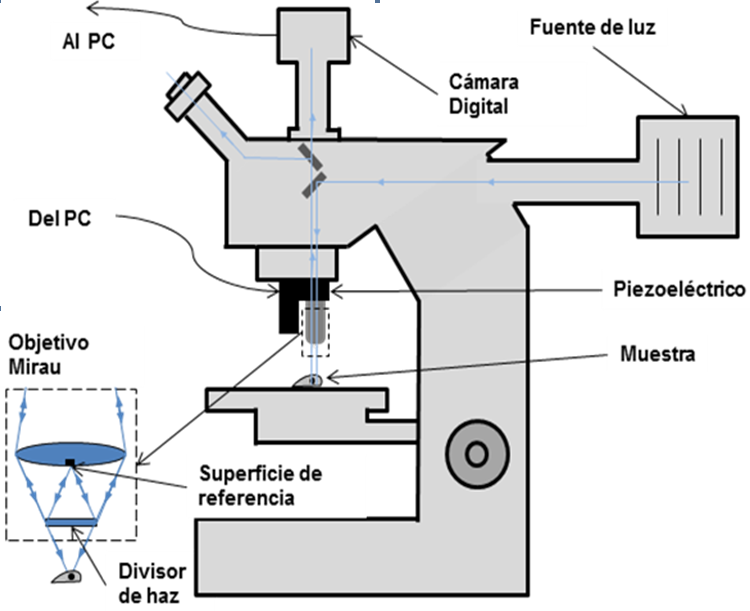 Al PC
Fuente de luz
Cámara
Digital
Del PC
Piezoeléctrico
Objetivo
Mirau
Muestra
Superficie de
referencia
Divisor
de haz